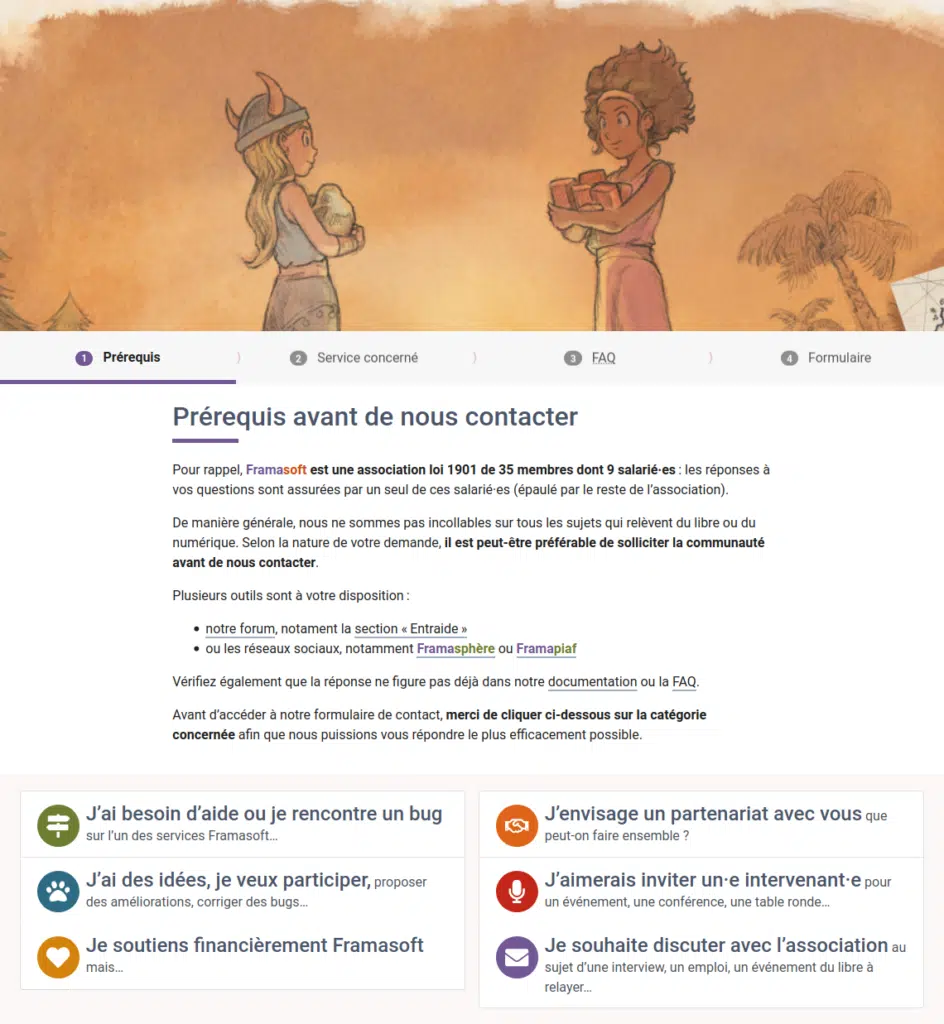 1 Prérequis
2 Service concerné
3 FAQ
4 Formulaire
Prérequis avant de nous contacter
Pour rappel, Framasoft est une association loi 1901 de 35 membres dont 9 salarié·es : les réponses à
vos questions sont assurées par un seul de ces salarié·es (épaulé par le reste de l’association).
De manière générale, nous ne sommes pas incollables sur tous les sujets qui relèvent du libre ou du
numérique. Selon la nature de votre demande, il est peut-être préférable de solliciter la communauté
avant de nous contacter.
Plusieurs outils sont à votre disposition :
• notre forum, notament la section « Entraide »
• ou les réseaux sociaux, notamment Framasphère ou Framapiaf
Vérifiez également que la réponse ne figure pas déjà dans notre documentation ou la FAQ.
Avant d’accéder à notre formulaire de contact, merci de cliquer ci-dessous sur la catégorie
concernée afin que nous puissions vous répondre le plus efficacement possible.
J’ai besoin d’aide ou je rencontre un bug
sur l’un des services Framasoft…
J’ai des idées, je veux participer, proposer
des améliorations, corriger des bugs…
Je soutiens financièrement Framasoft
mais…
J’envisage un partenariat avec vous que
peut-on faire ensemble ?
J’aimerais inviter un·e intervenant·e pour
un événement, une conférence, une table ronde…
Je souhaite discuter avec l’association au
sujet d’une interview, un emploi, un événement du libre à
relayer…